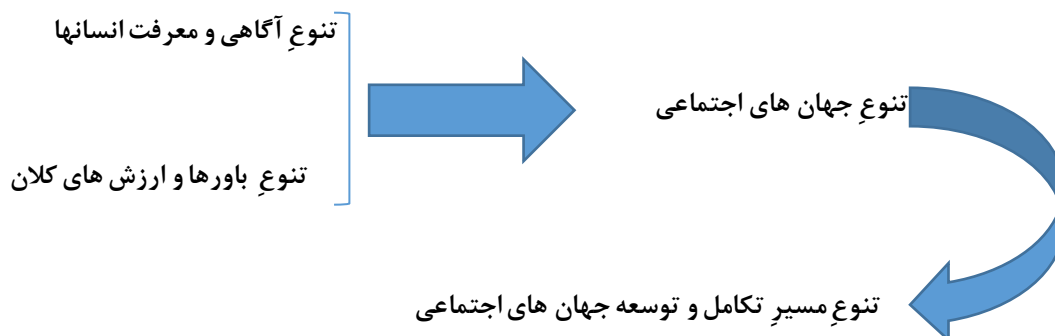 تنوعِ آگاهی و معرفت انسانها
تنوعِ جهان های اجتماعی
تنوعِ باورها و ارزش های کلان
تنوعِ مسیرِ تکامل و توسعه جهان های اجتماعی